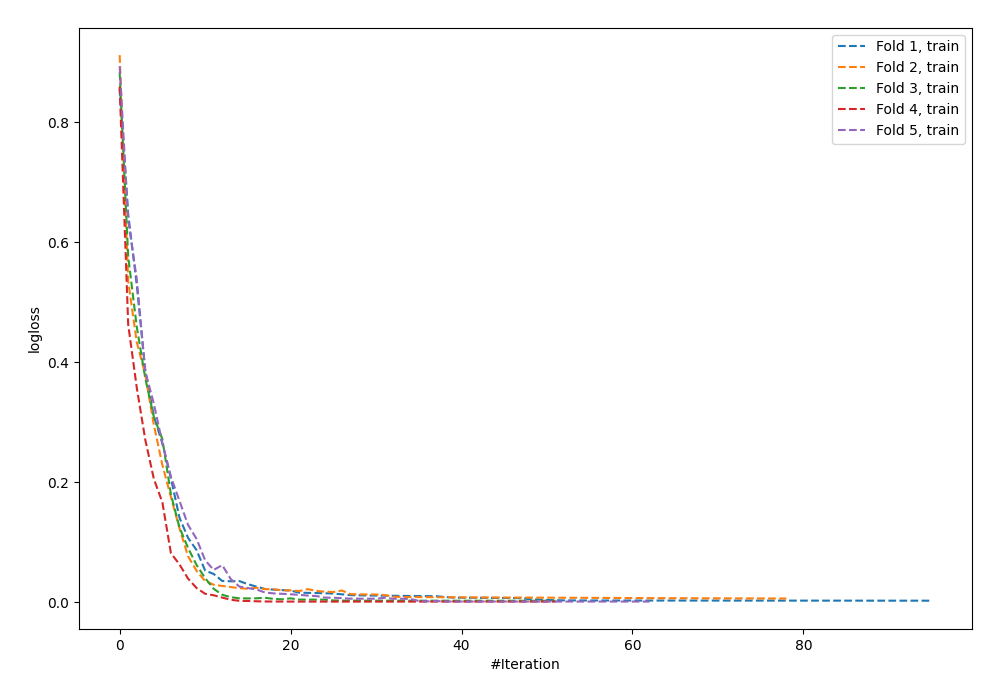 Fold 1, train
Fold 2, train
Fold 3, train
Fold 4, train
Fold 5, train
0.8
0.6
0.4
0.2
0.0
logloss
0
20
40
60
80
#Iteration